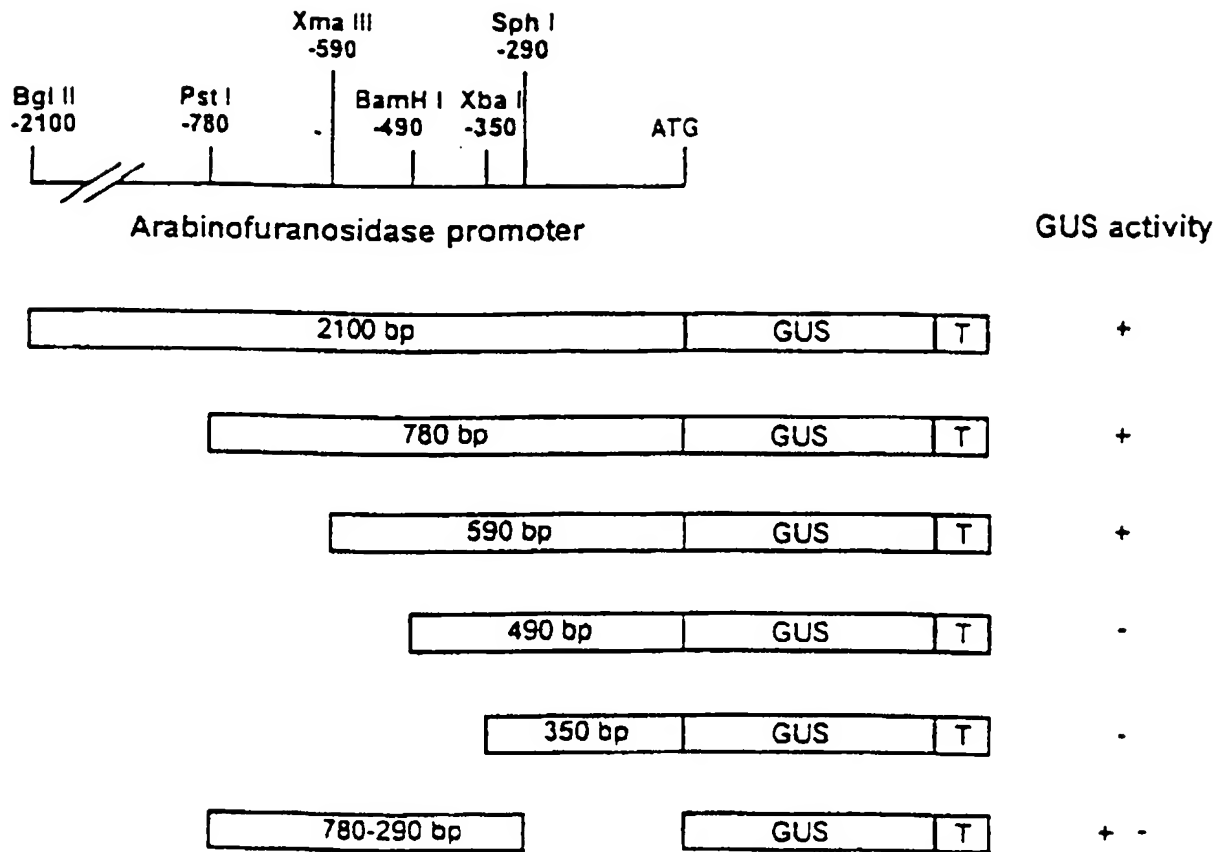 Xma III Sph I
-590 -290
Bgl II Pst I BamH I Xba I
-2100 -780 -490 -350 ATG
Arabinofuranosidase promoter GUS activity
2100 bp GUS T +
780 bp GUS T +
590 bp GUS T +
490 bp GUS T -
350 bp GUS T -
780-290 bp GUS T + -